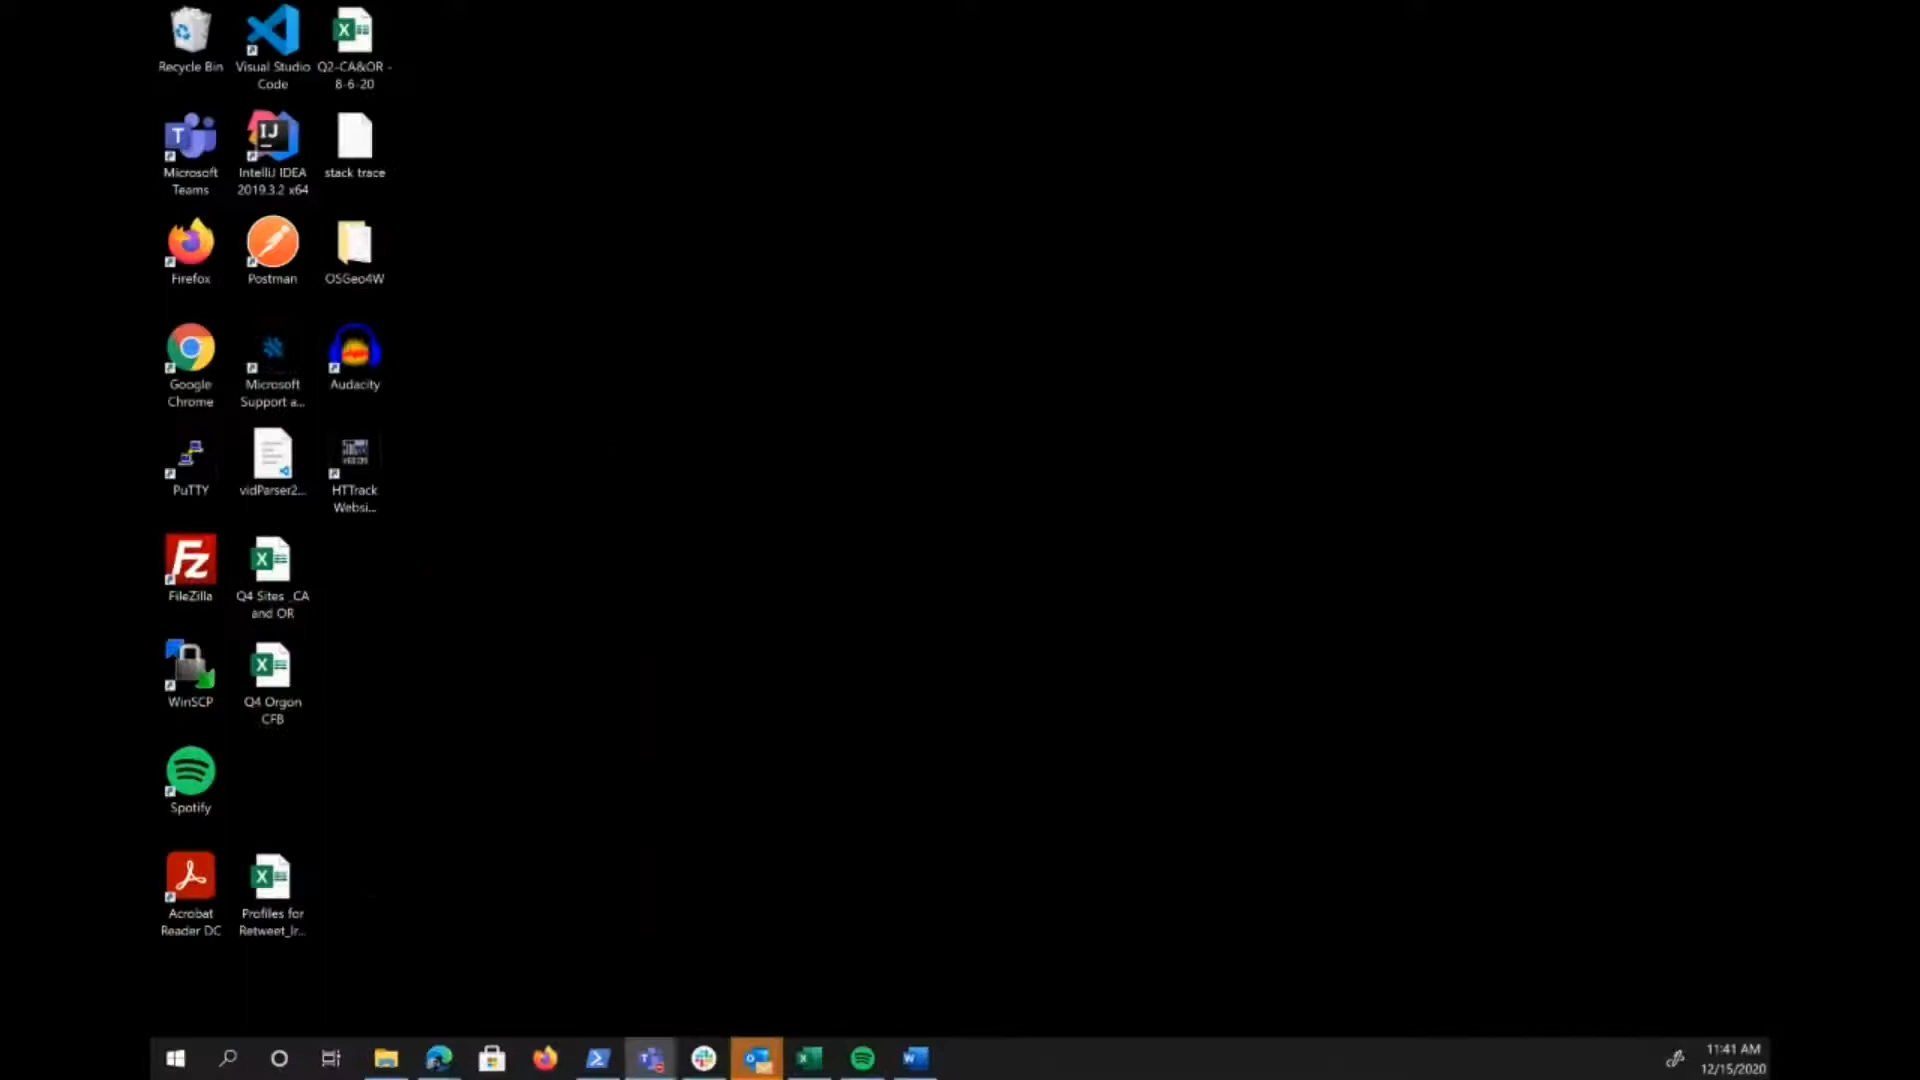 Recycle Bin
Visual Studio
Code
Q2-CA&OR -
8-6-20
Microsoft
Teams
IntelliJ IDEA
2019.3.2 x64
stack trace
Firefox
Postman
OSGeo4W
Google
Chrome
Microsoft
Support a...
Audacity
PuTTY
vidParser2...
HTTrack
Websi...
FileZilla
Q4 Sites _CA
and OR
WinSCP
Q4 Orgon
CFB
Spotify
Acrobat
Reader DC
Profiles for
Retweet_Ir...
11:41 AM
12/15/2020